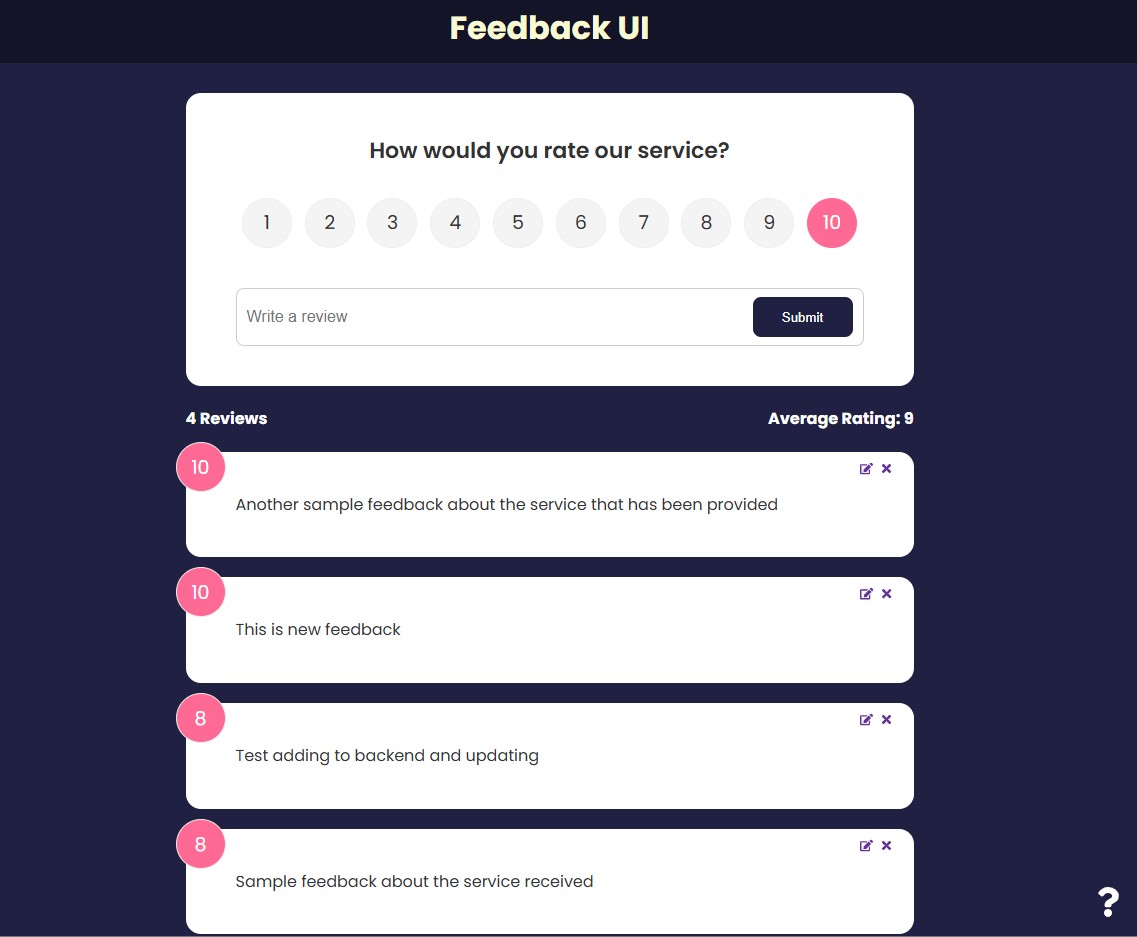 Feedback UI
How would you rate our service?
1 2 3 4 5 6 7 8 9 10
Write a review Submit
4 Reviews Average Rating: 9
10
Another sample feedback about the service that has been provided
10
This is new feedback
8
Test adding to backend and updating
8
Sample feedback about the service received
?